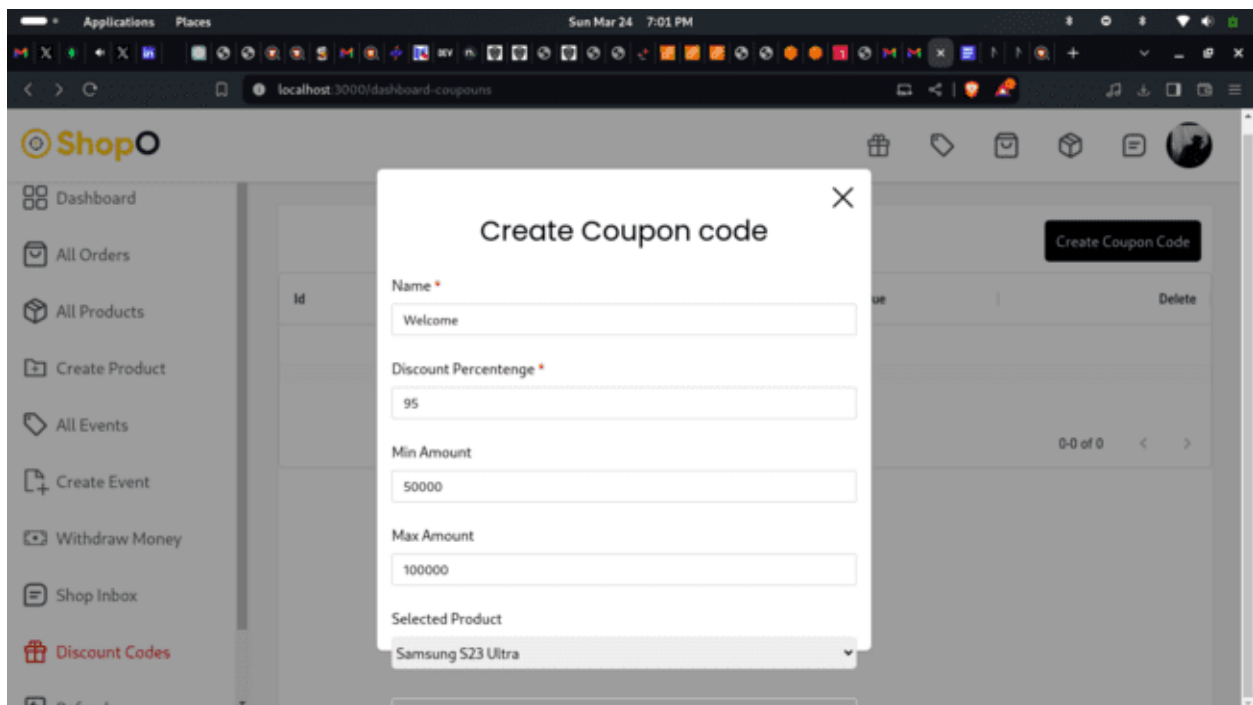 Applications Places Sun Mar 24 7:01 PM
localhost:3000/dashboard-coupouns
ShopO
Dashboard
All Orders
All Products
Create Product
All Events
Create Event
Withdraw Money
Shop Inbox
Discount Codes
Create Coupon Code
Id
ue
Delete
0-0 of 0
Create Coupon code
Name *
Welcome
Discount Percentenge *
95
Min Amount
50000
Max Amount
100000
Selected Product
Samsung S23 Ultra